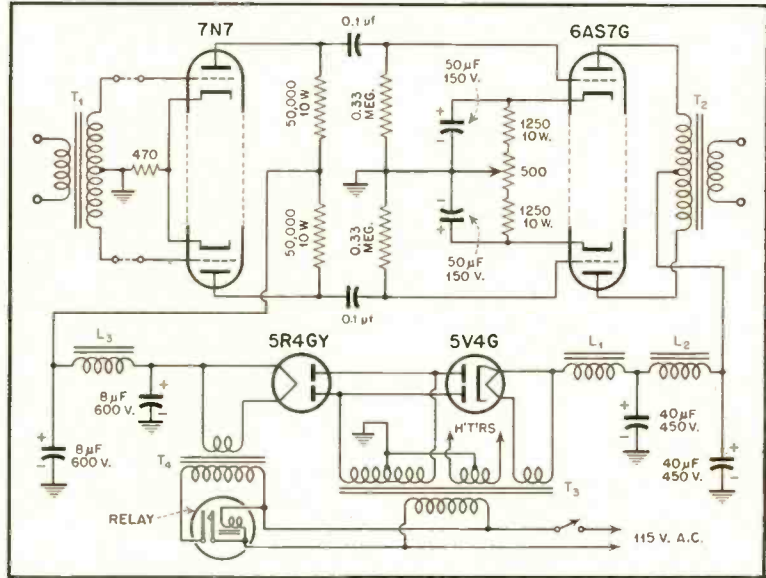 7N7
0.1 µf
6AS7G
T1
470
50,000
10W
0.33
MEG.
50µF
150 V.
+
-
1250
10 W.
500
T2
50,000
10W
0.33
MEG.
-
+
1250
10 W.
0.1 µf
50µF
150 V.
L3
5R4GY
5V4G
L1
L2
+
8µF
600 V.
-
+
8µF
600 V.
-
H'T'RS
+
40µF
450 V.
-
+
40µF
450 V.
-
T4
T3
RELAY
115 V. A.C.